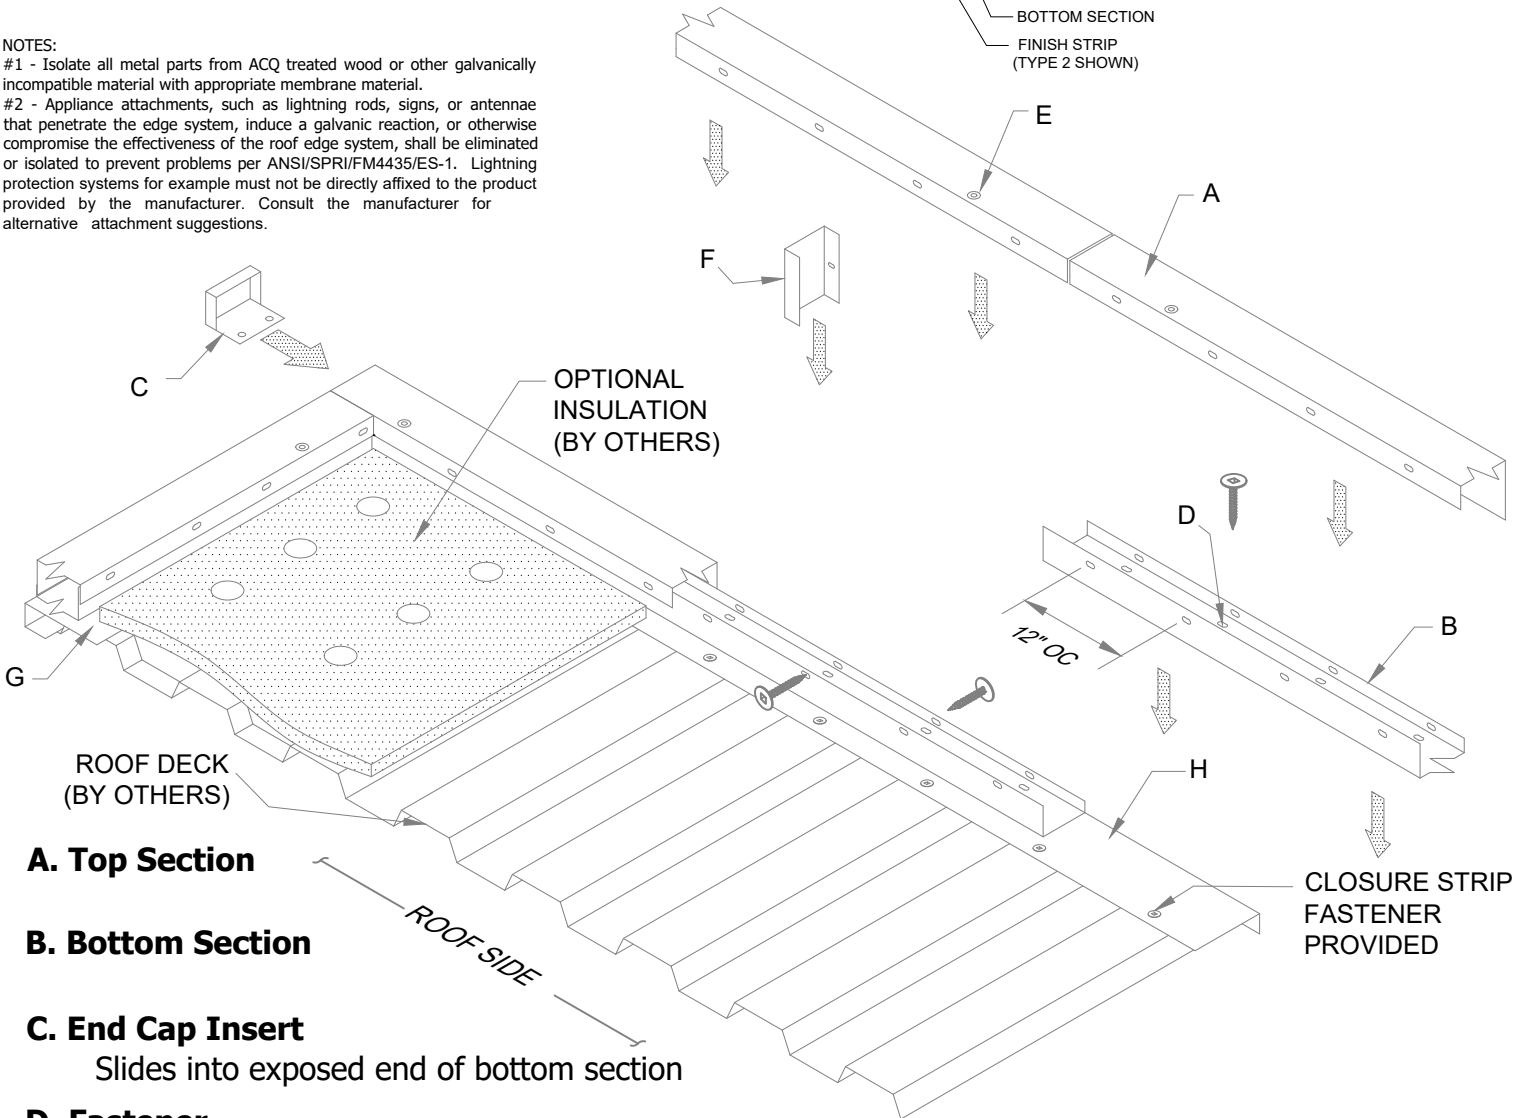 BOTTOM SECTION
FINISH STRIP
(TYPE 2 SHOWN)
NOTES:
#1 - Isolate all metal parts from ACQ treated wood or other galvanically
incompatible material with appropriate membrane material.
#2 - Appliance attachments, such as lightning rods, signs, or antennae
that penetrate the edge system, induce a galvanic reaction, or otherwise
compromise the effectiveness of the roof edge system, shall be eliminated
or isolated to prevent problems per ANSI/SPRI/FM4435/ES-1. Lightning
protection systems for example must not be directly affixed to the product
provided by the manufacturer. Consult the manufacturer for
alternative attachment suggestions.
E
A
F
C
OPTIONAL
INSULATION
(BY OTHERS)
D
12" OC
B
G
ROOF DECK
(BY OTHERS)
H
CLOSURE STRIP
FASTENER
PROVIDED
ROOF SIDE
A. Top Section
B. Bottom Section
C. End Cap Insert
Slides into exposed end of bottom section
D. Fastener